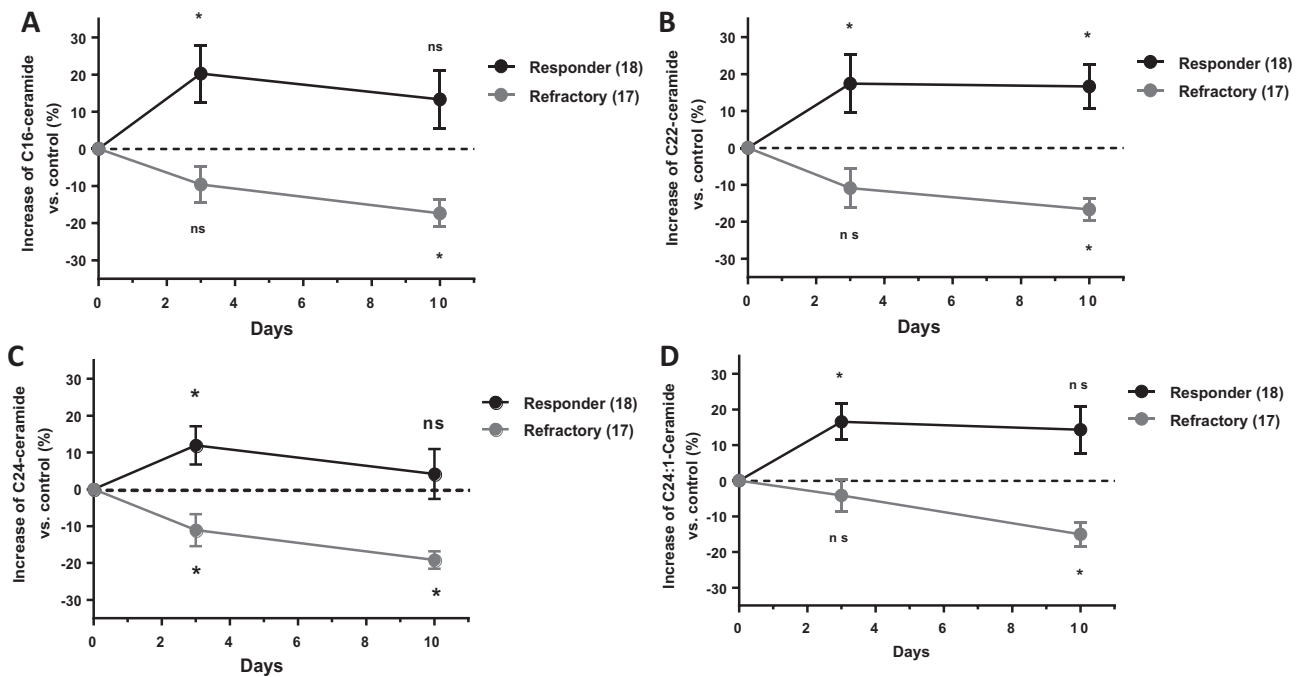 A
Increase of C16-ceramide
vs. control (%)
30
20
10
0
-10
-20
-30
*
ns
ns
*
0 2 4 6 8 10
Days
Responder (18)
Refractory (17)
B
Increase of C22-ceramide
vs. control (%)
30
20
10
0
-10
-20
-30
*
*
n s
*
0 2 4 6 8 10
Days
Responder (18)
Refractory (17)
C
Increase of C24-ceramide
vs. control (%)
30
20
10
0
-10
-20
-30
*
ns
*
*
0 2 4 6 8 10
Days
Responder (18)
Refractory (17)
D
Increase of C24:1-Ceramide
vs. control (%)
30
20
10
0
-10
-20
-30
*
n s
n s
*
0 2 4 6 8 10
Days
Responder (18)
Refractory (17)